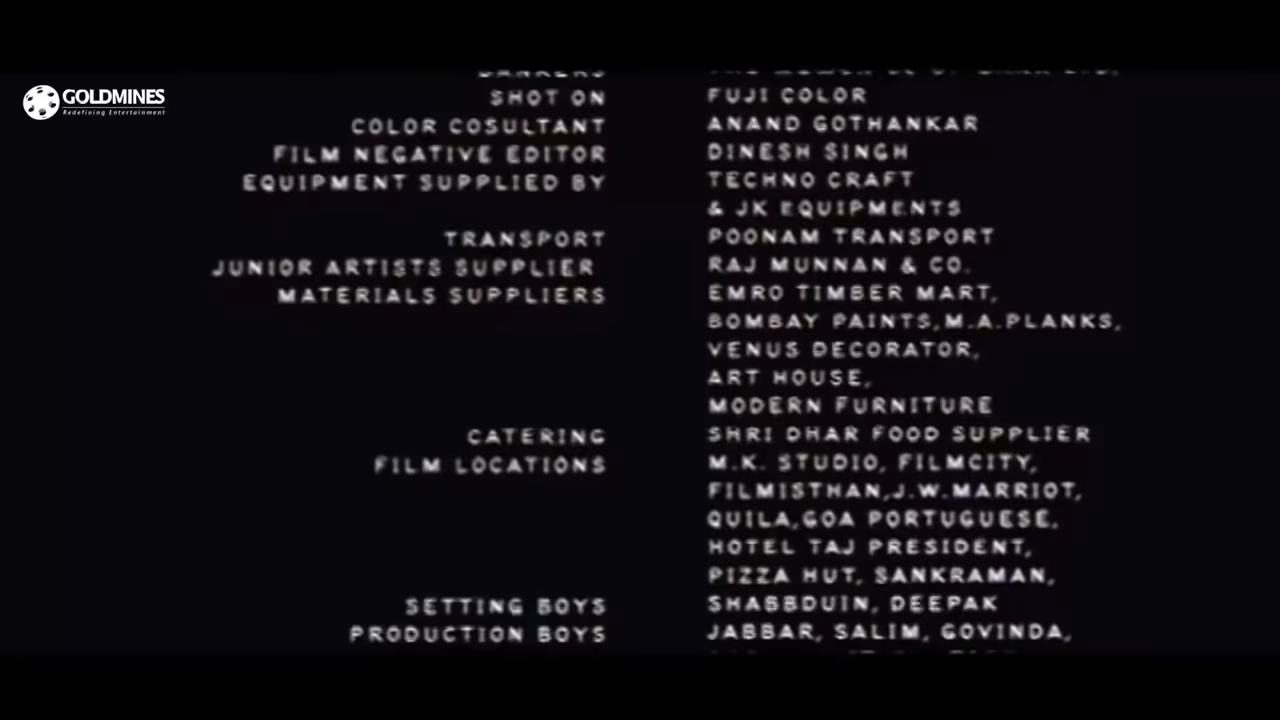 GOLDMINES
Redefining Entertainment
BANKERS
SHOT ON FUJI COLOR
COLOR COSULTANT ANAND GOTHANKAR
FILM NEGATIVE EDITOR DINESH SINGH
EQUIPMENT SUPPLIED BY TECHNO CRAFT
& JK EQUIPMENTS
TRANSPORT POONAM TRANSPORT
JUNIOR ARTISTS SUPPLIER RAJ MUNNAN & CO.
MATERIALS SUPPLIERS EMRO TIMBER MART,
BOMBAY PAINTS,M.A.PLANKS,
VENUS DECORATOR,
ART HOUSE,
MODERN FURNITURE
CATERING SHRI DHAR FOOD SUPPLIER
FILM LOCATIONS M.K. STUDIO, FILMCITY,
FILMISTHAN,J.W.MARRIOT,
QUILA,GOA PORTUGUESE,
HOTEL TAJ PRESIDENT,
PIZZA HUT, SANKRAMAN,
SETTING BOYS SHABBDUIN, DEEPAK
PRODUCTION BOYS JABBAR, SALIM, GOVINDA,